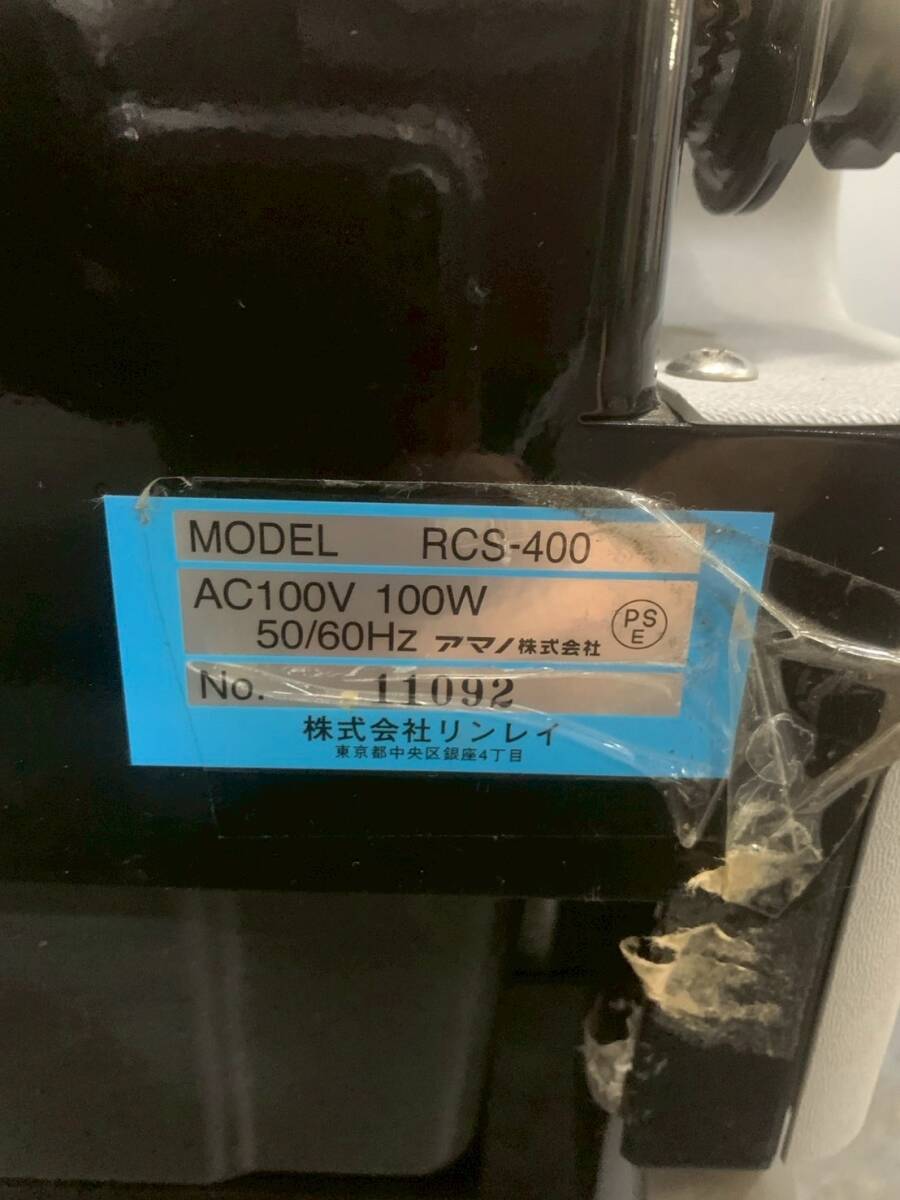 MODEL RCS-400
AC100V 100W
50/60Hz アマノ株式会社 PSE
No. 11092
株式会社リンレイ
東京都中央区銀座4丁目